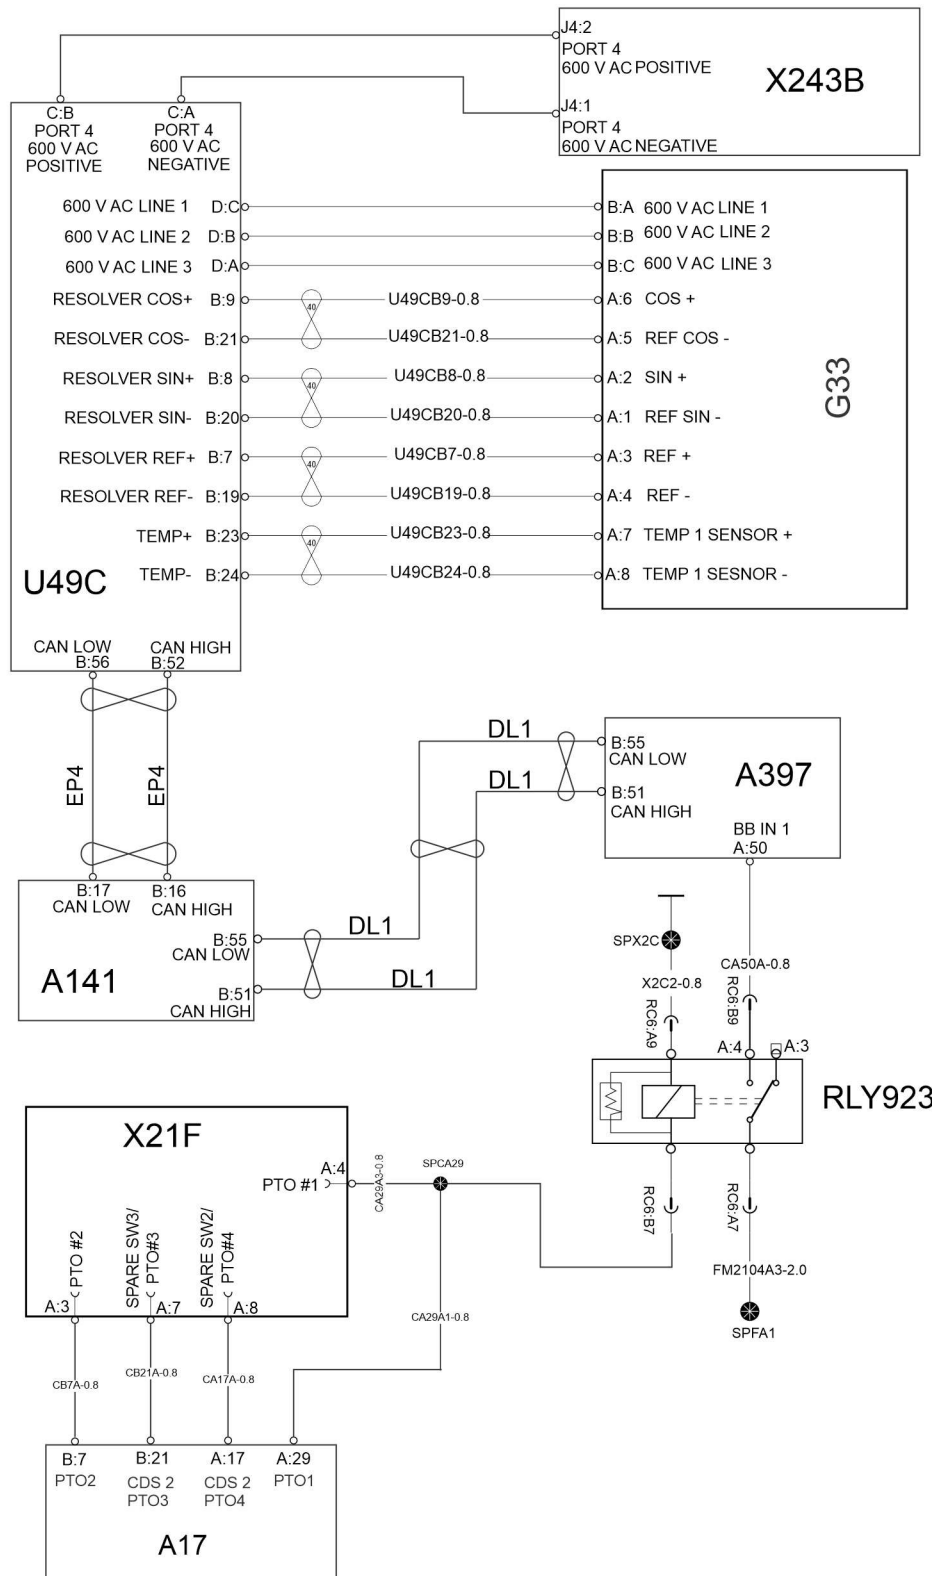 J4:2
PORT 4
600 V AC POSITIVE
X243B
J4:1
PORT 4
600 V AC NEGATIVE
C:B
PORT 4
600 V AC
POSITIVE
C:A
PORT 4
600 V AC
NEGATIVE
600 V AC LINE 1 D:C
B:A 600 V AC LINE 1
600 V AC LINE 2 D:B
B:B 600 V AC LINE 2
600 V AC LINE 3 D:A
B:C 600 V AC LINE 3
RESOLVER COS+ B:9
40
U49CB9-0.8
A:6 COS +
RESOLVER COS- B:21
U49CB21-0.8
A:5 REF COS -
RESOLVER SIN+ B:8
40
U49CB8-0.8
A:2 SIN +
RESOLVER SIN- B:20
U49CB20-0.8
A:1 REF SIN -
RESOLVER REF+ B:7
40
U49CB7-0.8
A:3 REF +
RESOLVER REF- B:19
U49CB19-0.8
A:4 REF -
TEMP+ B:23
40
U49CB23-0.8
A:7 TEMP 1 SENSOR +
TEMP- B:24
U49CB24-0.8
A:8 TEMP 1 SESNOR -
G33
U49C
CAN LOW
B:56
CAN HIGH
B:52
EP4
EP4
B:17
CAN LOW
B:16
CAN HIGH
B:55
CAN LOW
A141
B:51
CAN HIGH
DL1
DL1
DL1
DL1
B:55
CAN LOW
B:51
CAN HIGH
A397
BB IN 1
A:50
SPX2C
X2C2-0.8
RC6:A9
CA50A-0.8
RC6:B9
A:4
A:3
RLY923
RC6:B7
RC6:A7
FM2104A3-2.0
SPFA1
X21F
PTO #1
A:4
CA29A3-0.8
SPCA29
PTO #2
SPARE SW3/
PTO#3
SPARE SW2/
PTO#4
A:3
A:7
A:8
CB7A-0.8
CB21A-0.8
CA17A-0.8
CA29A1-0.8
B:7
PTO2
B:21
CDS 2
PTO3
A:17
CDS 2
PTO4
A:29
PTO1
A17